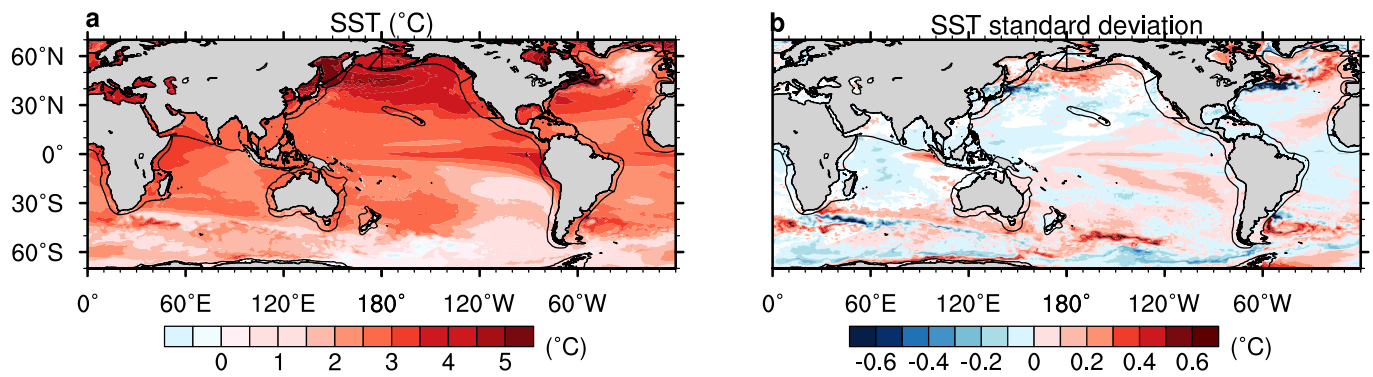 a
SST (˚C)
60˚N
30˚N
0˚
30˚S
60˚S
0˚ 60˚E 120˚E 180˚ 120˚W 60˚W
0 1 2 3 4 5 (˚C)
b
SST standard deviation
0˚ 60˚E 120˚E 180˚ 120˚W 60˚W
-0.6 -0.4 -0.2 0 0.2 0.4 0.6 (˚C)